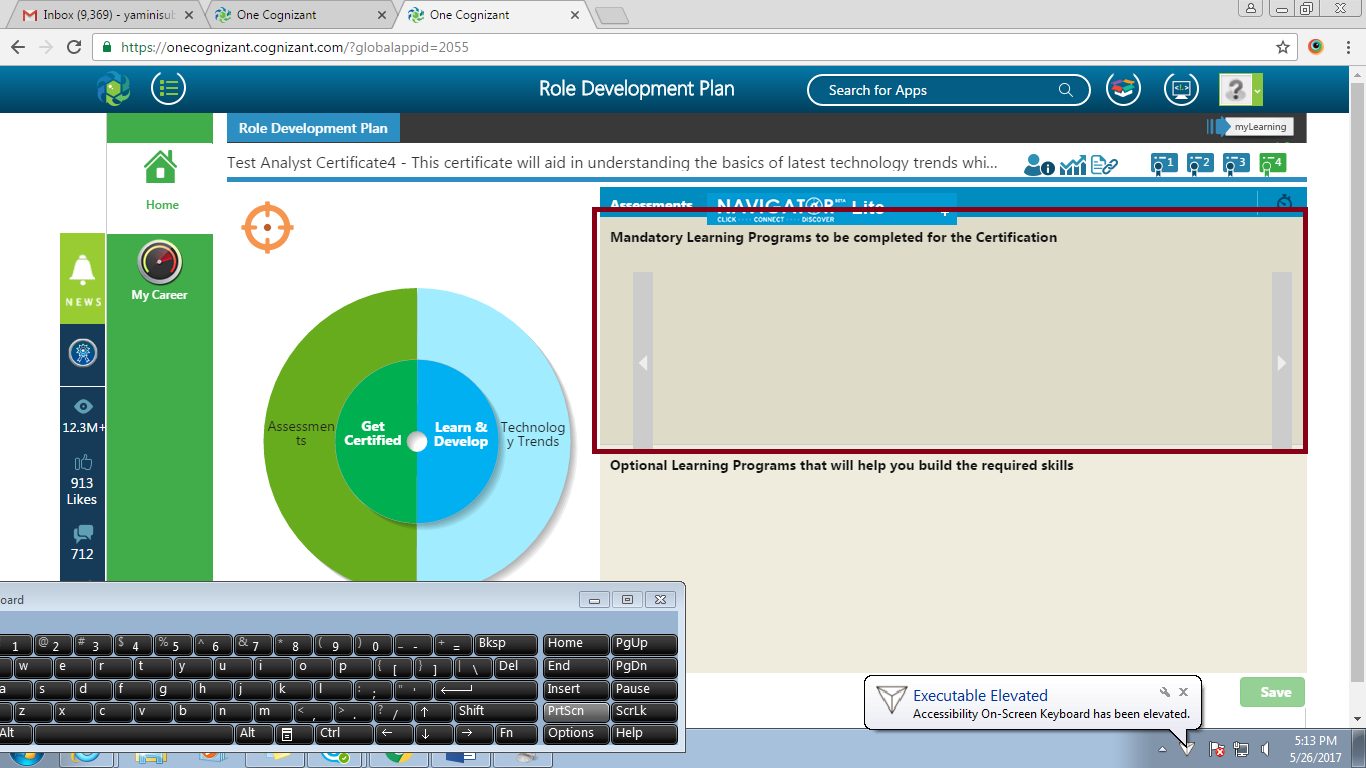 Inbox (9,369) - yaminisub
One Cognizant
One Cognizant
https://onecognizant.cognizant.com/?globalappid=2055
Role Development Plan
Search for Apps
Role Development Plan
myLearning
Test Analyst Certificate4 - This certificate will aid in understanding the basics of latest technology trends whi...
1
2
3
4
Home
My Career
NEWS
12.3M+
913
Likes
712
Assessmen
ts
Get
Certified
Learn &
Develop
Technolog
y Trends
Assessments
NAVIGATOR BETA Lite
CLICK ···· CONNECT ···· DISCOVER
Mandatory Learning Programs to be completed for the Certification
Optional Learning Programs that will help you build the required skills
Save
oard
1 @ 2 # 3 $ 4 % 5 ^ 6 & 7 * 8 ( 9 ) 0 _ - + = Bksp Home PgUp
w e r t y u i o p { [ } ] | \ Del End PgDn
a s d f g h j k l : ; " ' Insert Pause
z x c v b n m < , > . ? / ↑ Shift PrtScn ScrLk
Alt Alt Ctrl ← ↓ → Fn Options Help
Executable Elevated
Accessibility On-Screen Keyboard has been elevated.
5:13 PM
5/26/2017